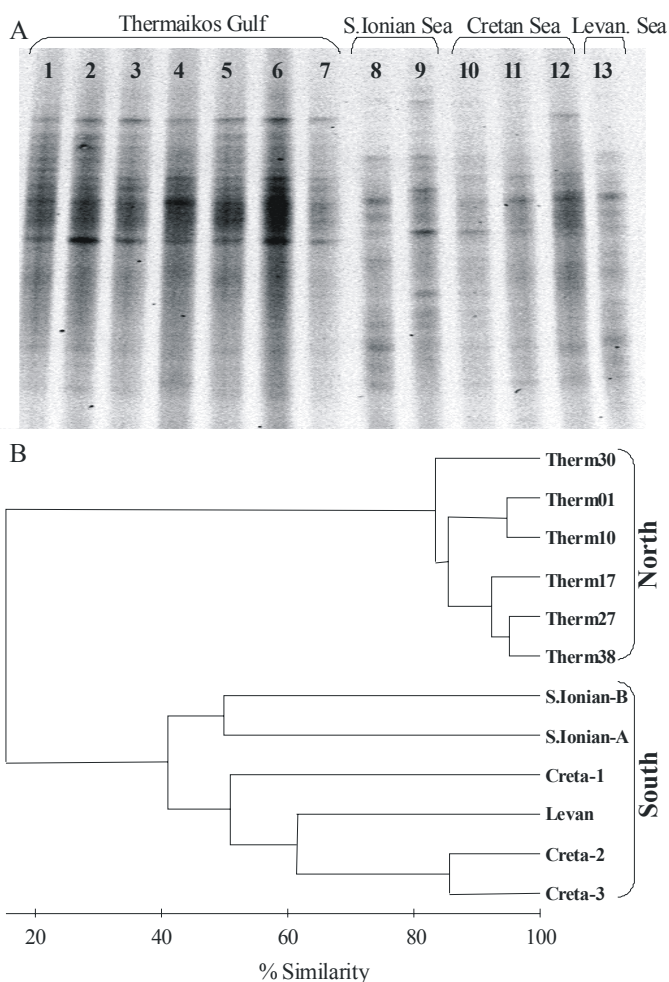 A
Thermaikos Gulf
S.Ionian Sea
Cretan Sea
Levan. Sea
1 2 3 4 5 6 7 8 9 10 11 12 13
B
Therm30
Therm01
Therm10
Therm17
Therm27
Therm38
North
S.Ionian-B
S.Ionian-A
Creta-1
Levan
Creta-2
Creta-3
South
20 40 60 80 100
% Similarity